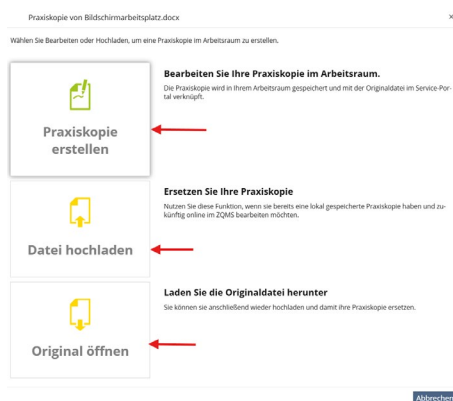 Praxiskopie von Bildschirmarbeitsplatz.docx
Wählen Sie Bearbeiten oder Hochladen, um eine Praxiskopie im Arbeitsraum zu erstellen.
Bearbeiten Sie Ihre Praxiskopie im Arbeitsraum.
Die Praxiskopie wird in Ihrem Arbeitsraum gespeichert und mit der Originaldatei im Service-Por-
tal verknüpft.
Praxiskopie
erstellen
Ersetzen Sie Ihre Praxiskopie
Nutzen Sie diese Funktion, wenn sie bereits eine lokal gespeicherte Praxiskopie haben und zu-
künftig online im ZQMS bearbeiten möchten.
Datei hochladen
Laden Sie die Originaldatei herunter
Sie können sie anschließend wieder hochladen und damit ihre Praxiskopie ersetzen.
Original öffnen
Abbrechen